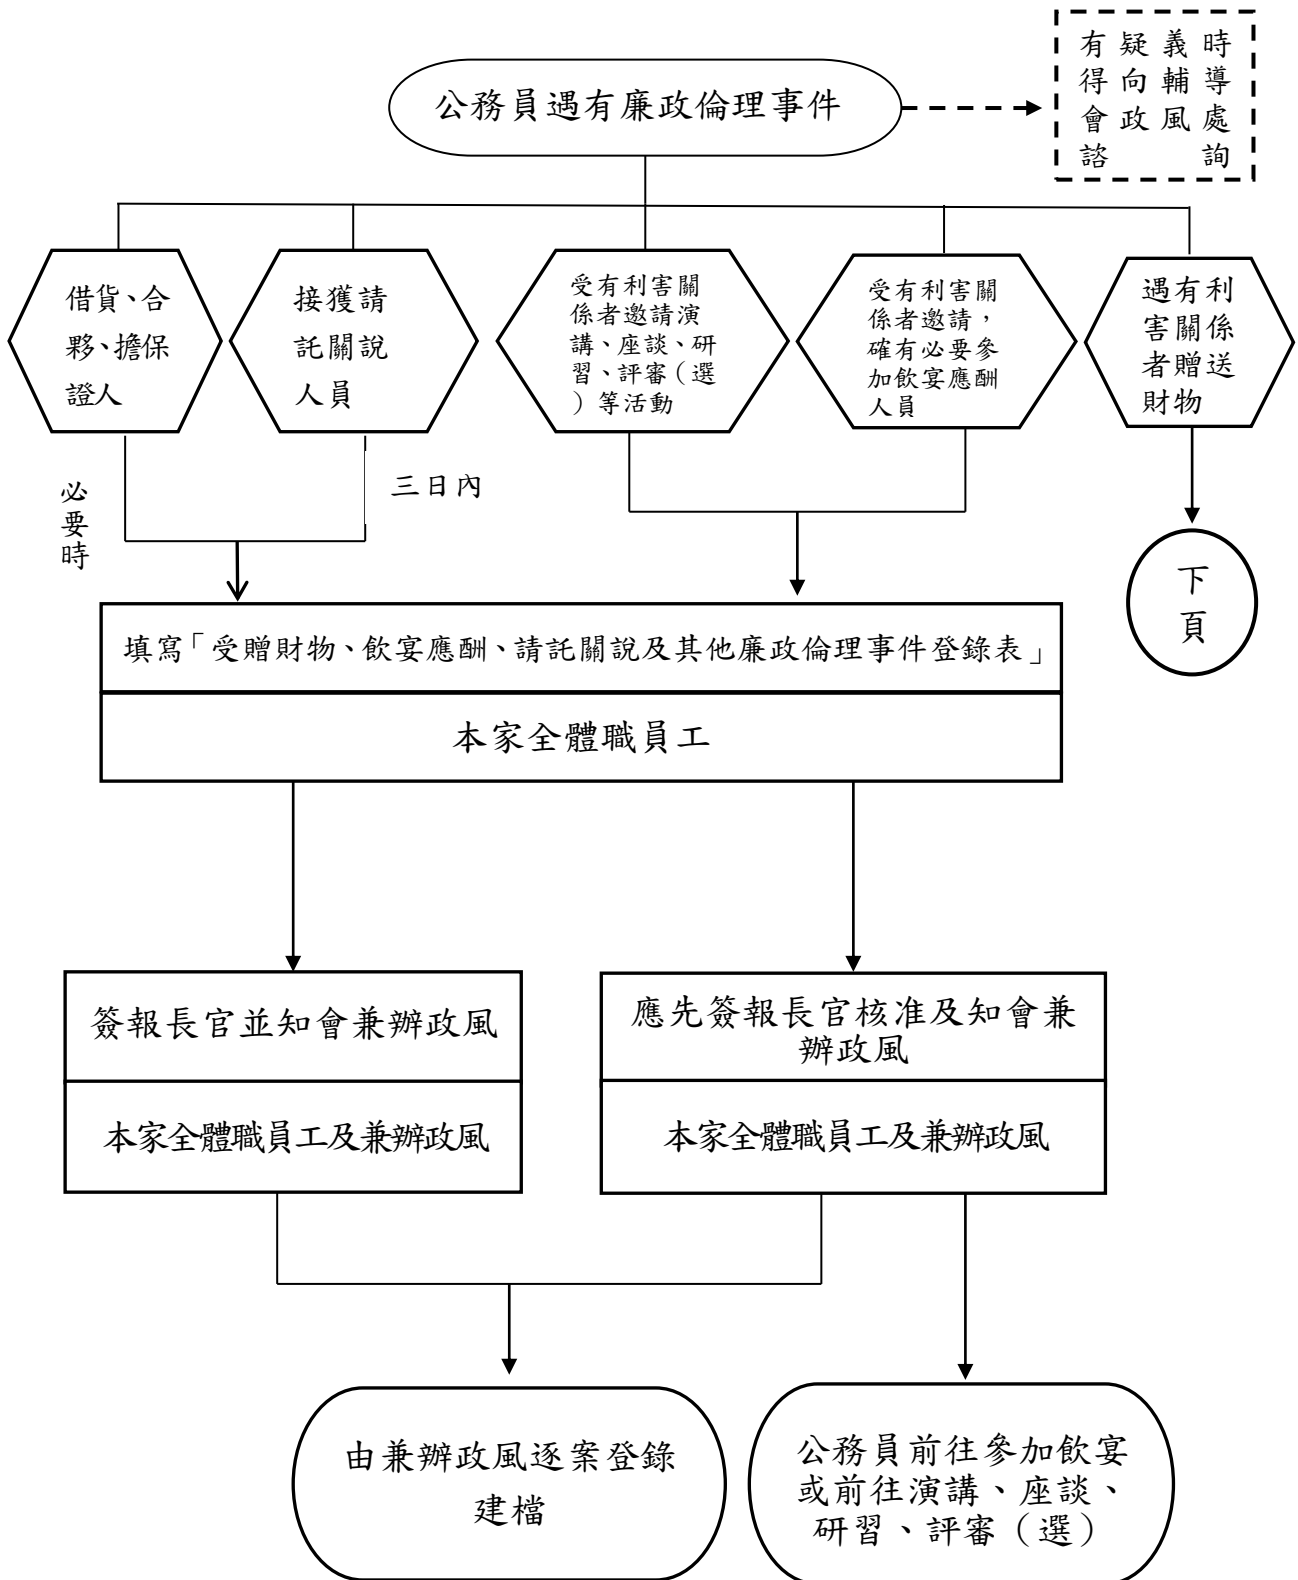 有疑義時
得向輔導
會政風處
諮詢
公務員遇有廉政倫理事件
借貨、合
夥、擔保
證人
接獲請
託關說
人員
受有利害關
係者邀請演
講、座談、研
習、評審（選
）等活動
受有利害關
係者邀請，
確有必要參
加飲宴應酬
人員
遇有利
害關係
者贈送
財物
必要時
三日內
下頁
填寫「受贈財物、飲宴應酬、請託關說及其他廉政倫理事件登錄表」
本家全體職員工
簽報長官並知會兼辦政風
本家全體職員工及兼辦政風
應先簽報長官核准及知會兼
辦政風
本家全體職員工及兼辦政風
由兼辦政風逐案登錄
建檔
公務員前往參加飲宴
或前往演講、座談、
研習、評審（選）